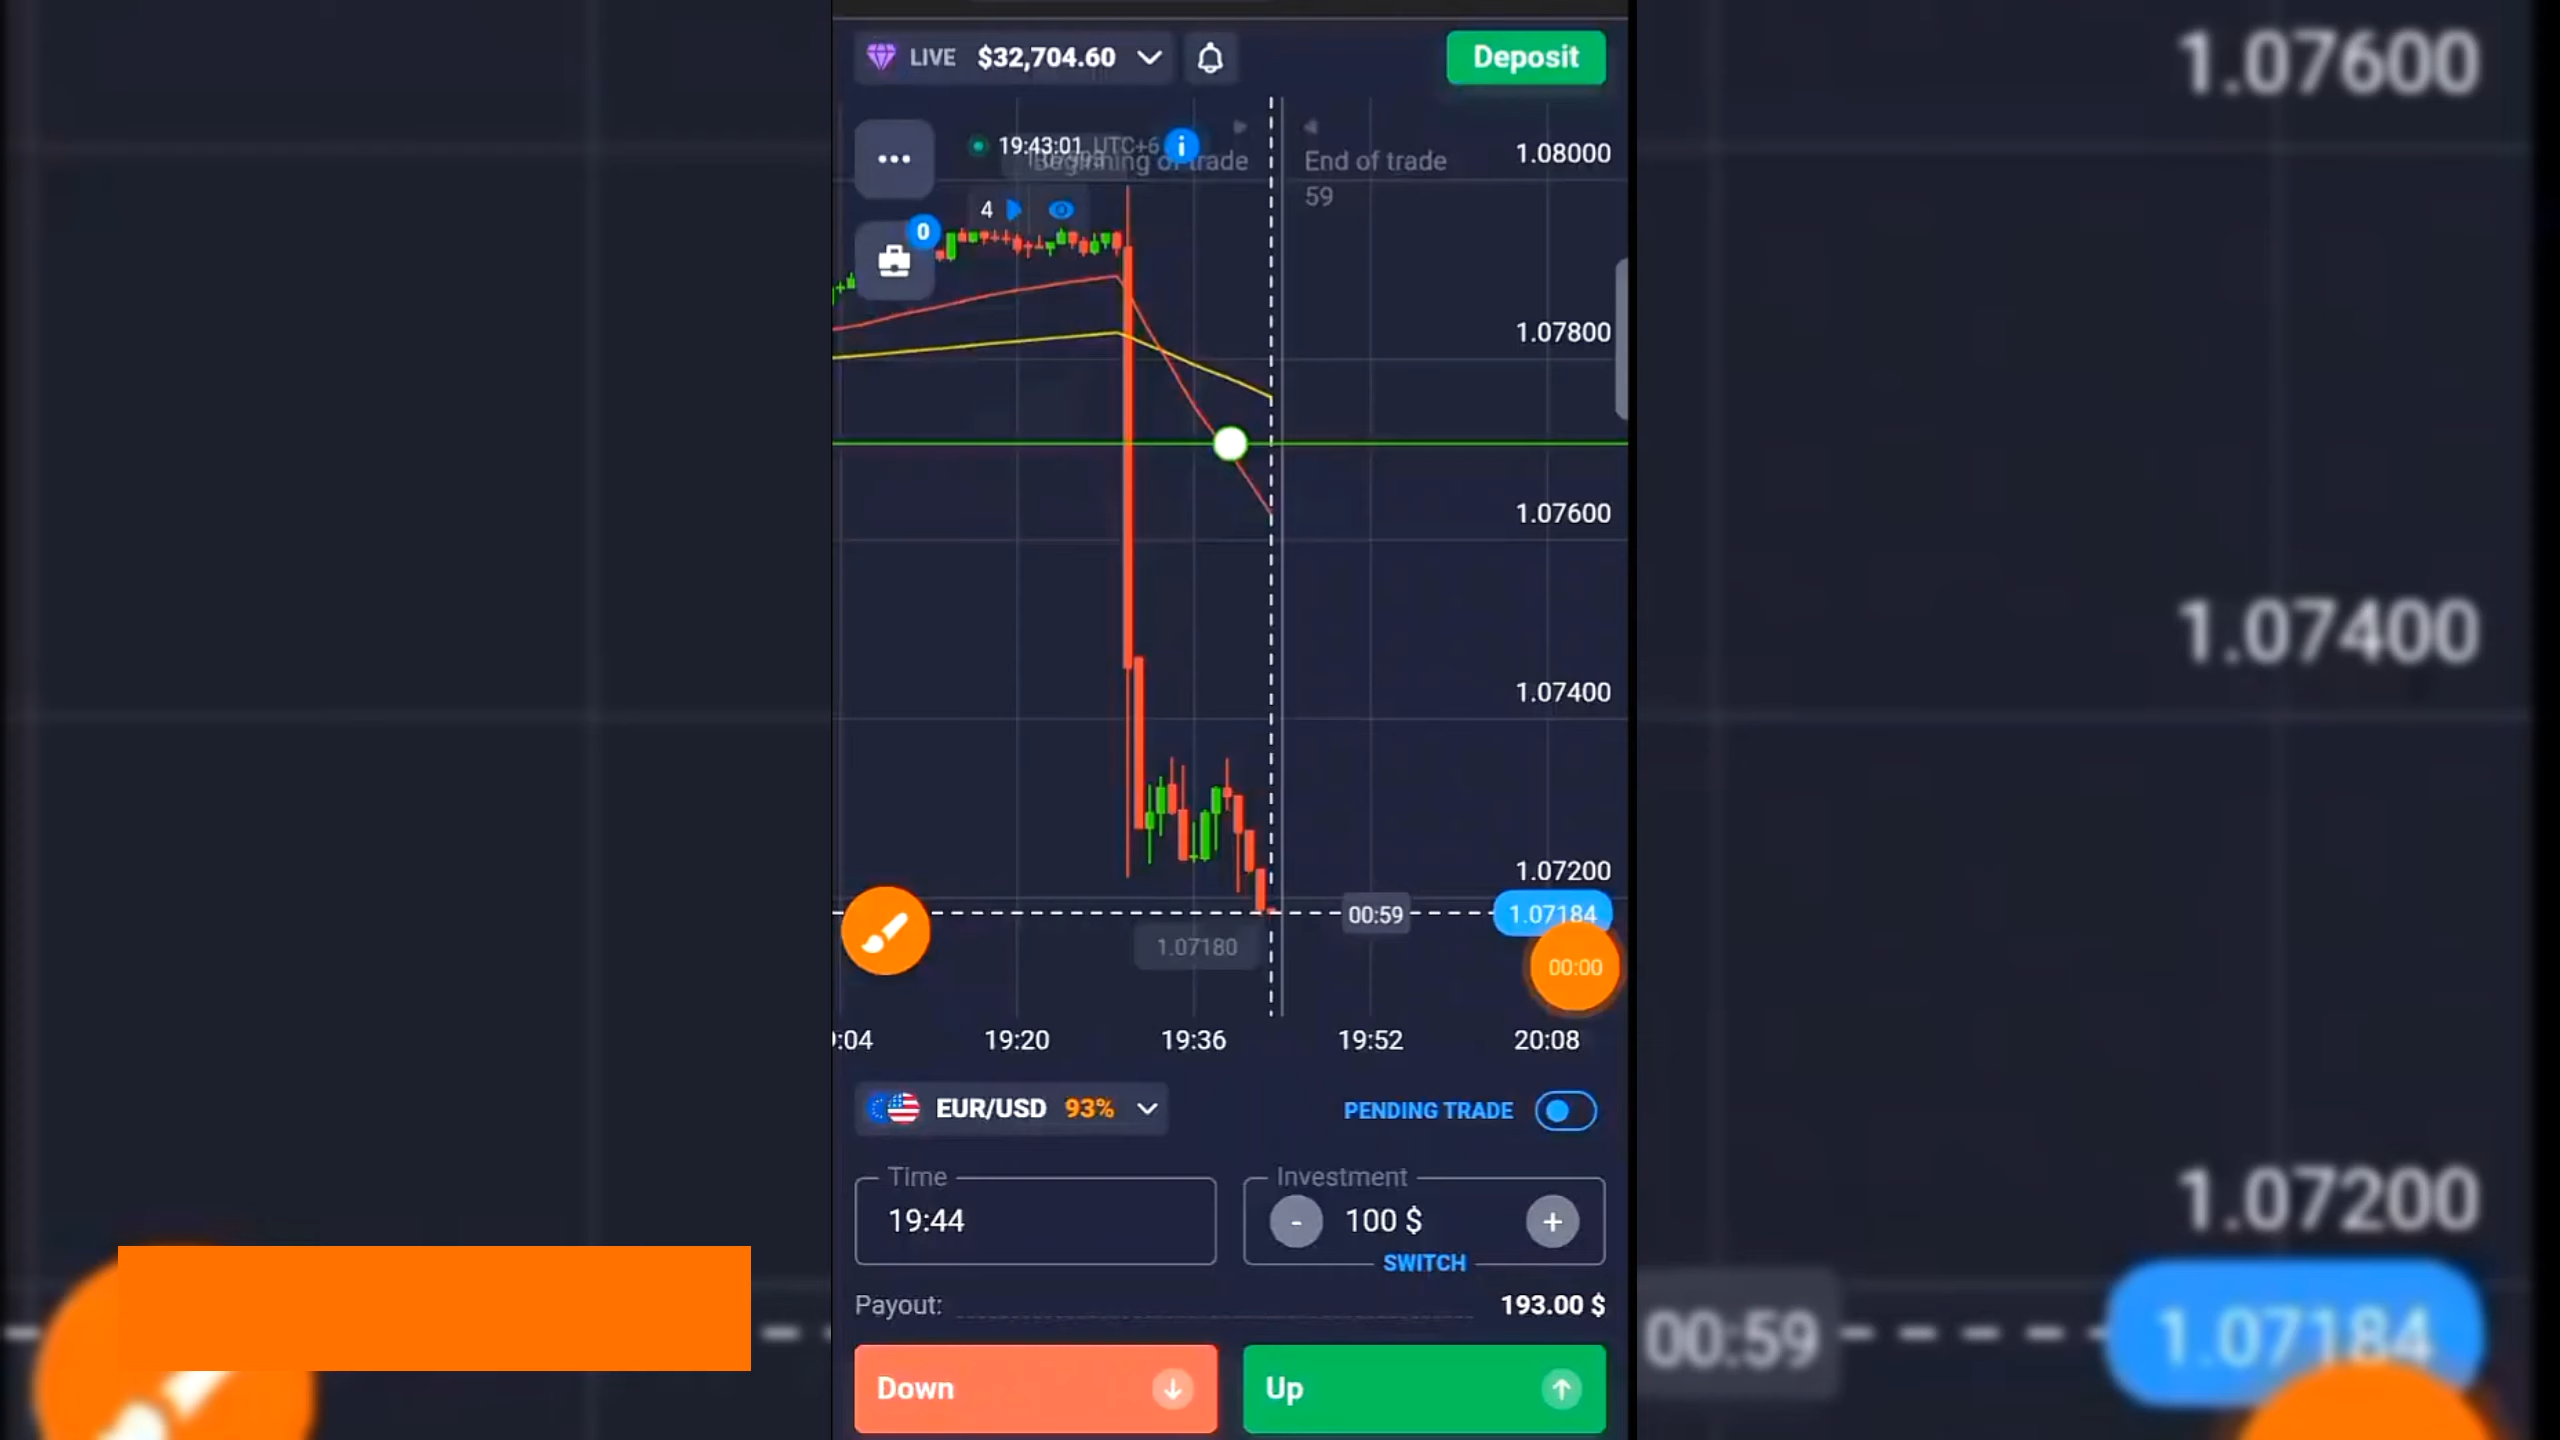 LIVE $32,704.60 Deposit
19:43:01 UTC+6
Beginning of trade
End of trade
59
4
0
1.08000
1.07800
1.07600
1.07400
1.07200
1.07184
00:59
1.07180
00:00
:04 19:20 19:36 19:52 20:08
EUR/USD 93%
PENDING TRADE
Time
19:44
Investment
- 100 $ +
SWITCH
Payout: 193.00 $
Down
Up
1.07600
1.07400
1.07200
00:59
1.07184